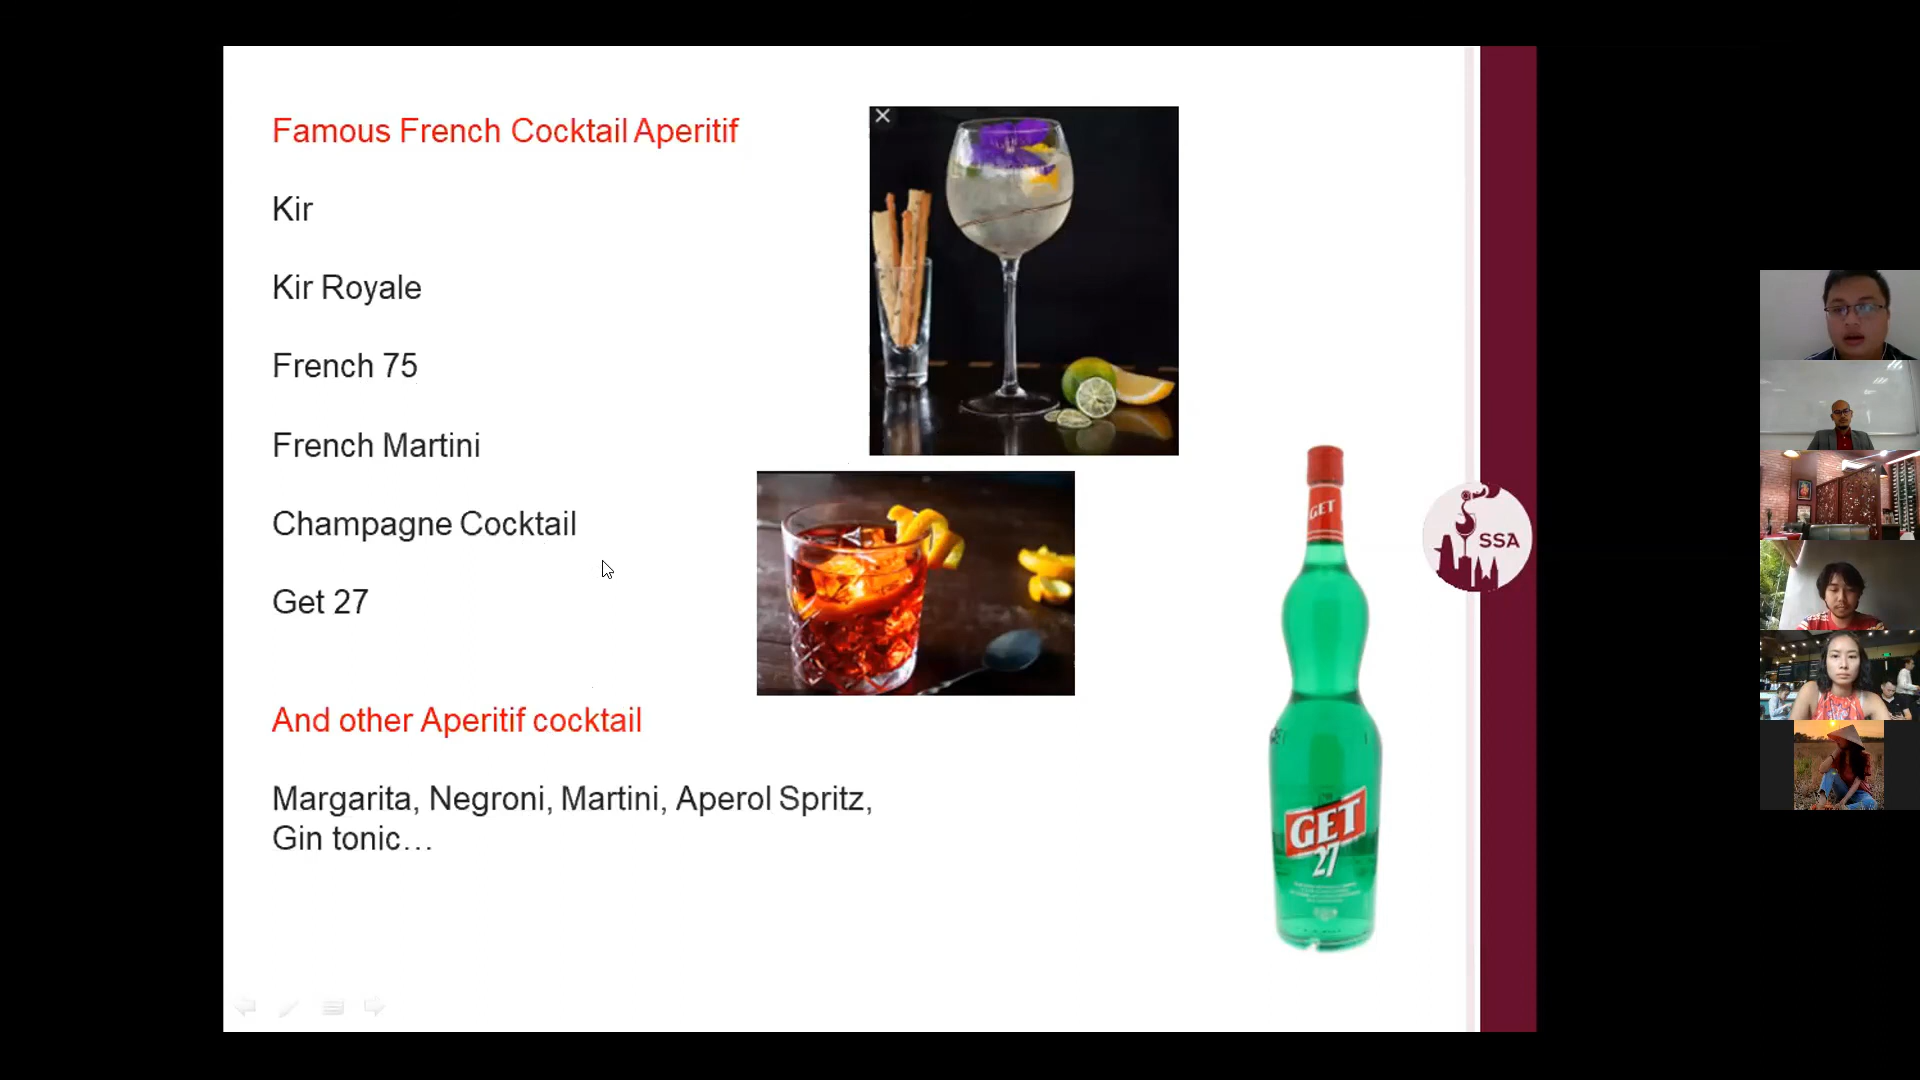 Famous French Cocktail Aperitif
Kir
Kir Royale
French 75
French Martini
Champagne Cocktail
Get 27
And other Aperitif cocktail
Margarita, Negroni, Martini, Aperol Spritz,
Gin tonic…
GET
GET
27
SSA